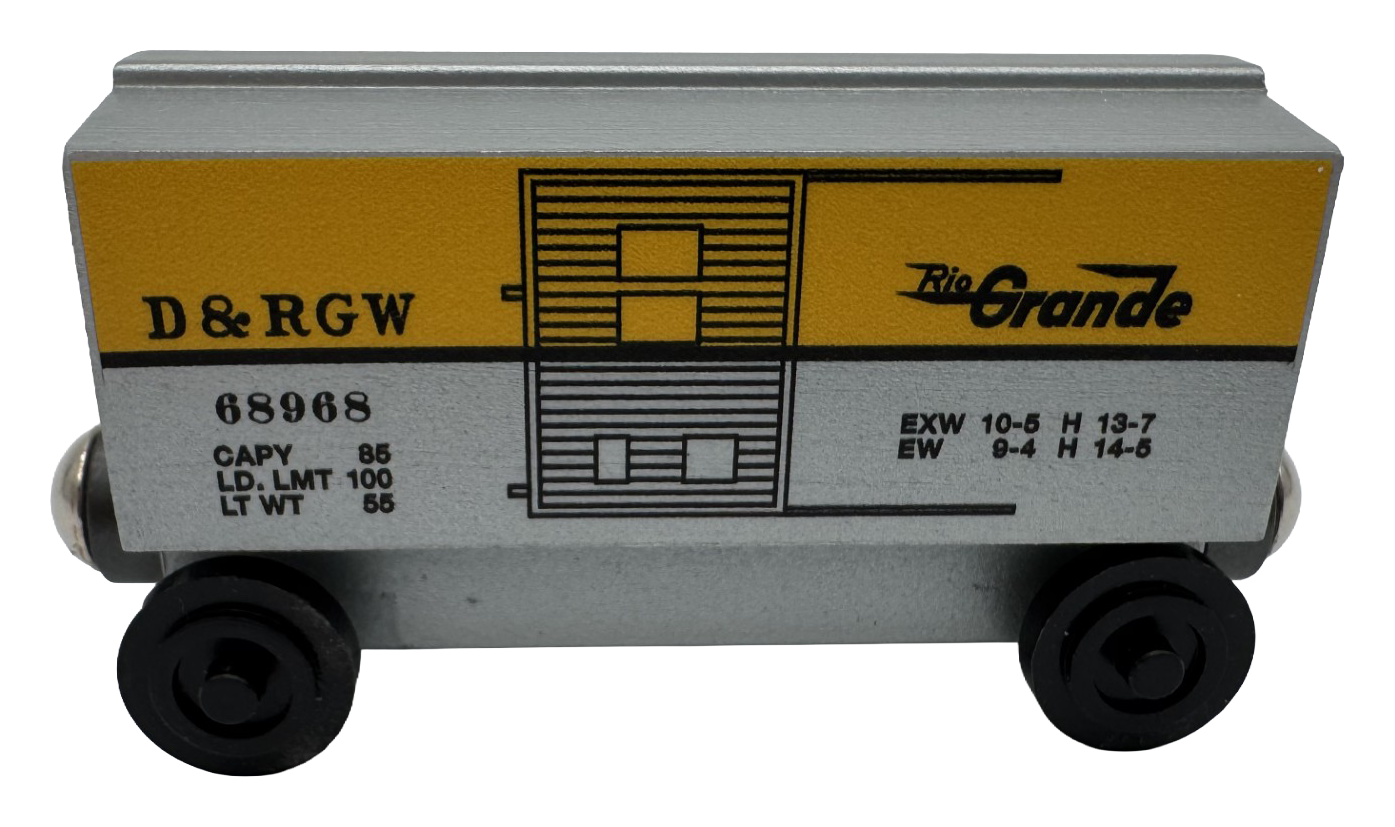 D & RGW
68968
CAPY 85
LD. LMT 100
LT WT 55
Rio
Grande
EXW 10-5 H 13-7
EW 9-4 H 14-5